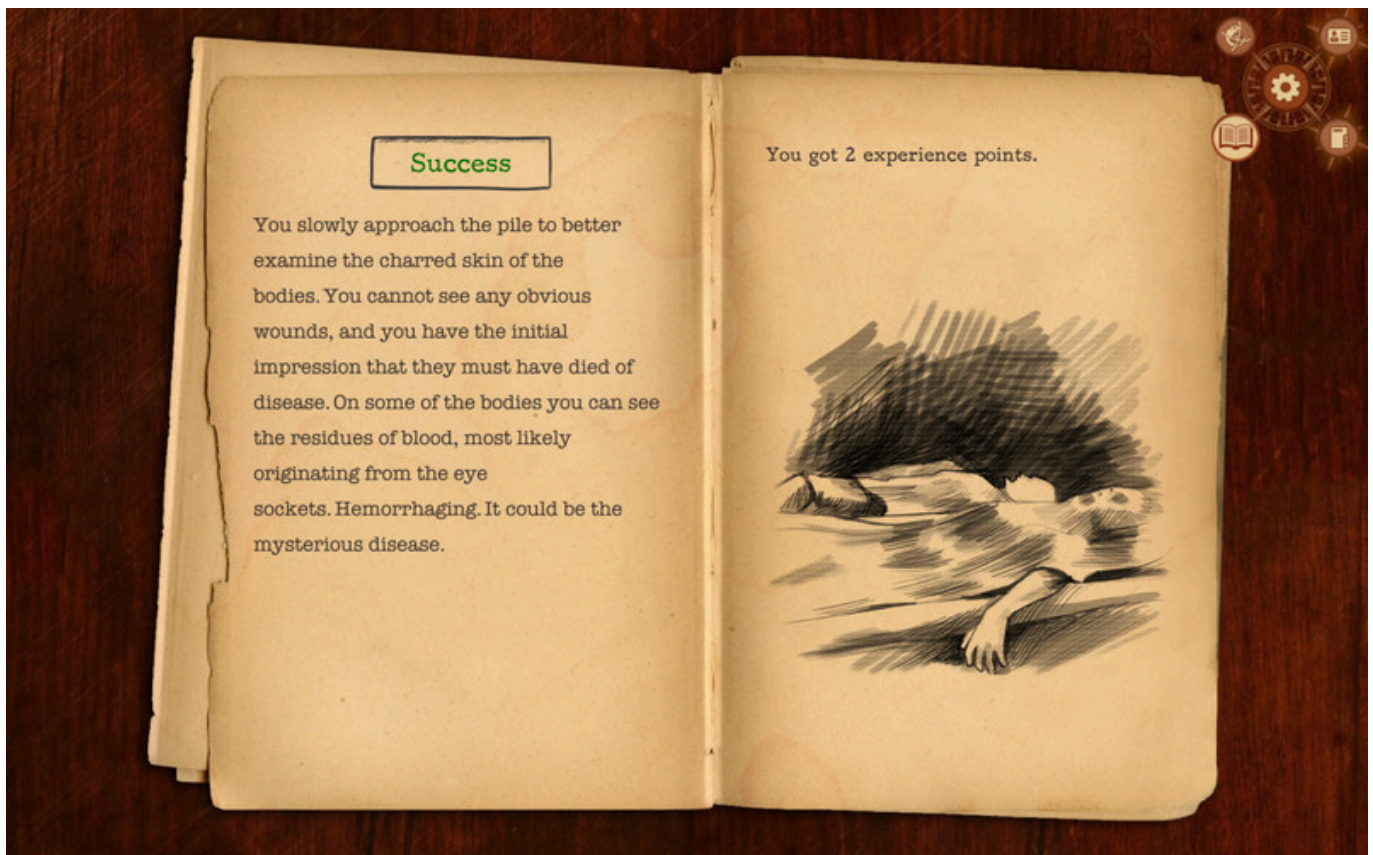 Success
You slowly approach the pile to better
examine the charred skin of the
bodies. You cannot see any obvious
wounds, and you have the initial
impression that they must have died of
disease. On some of the bodies you can see
the residues of blood, most likely
originating from the eye
sockets. Hemorrhaging. It could be the
mysterious disease.
You got 2 experience points.